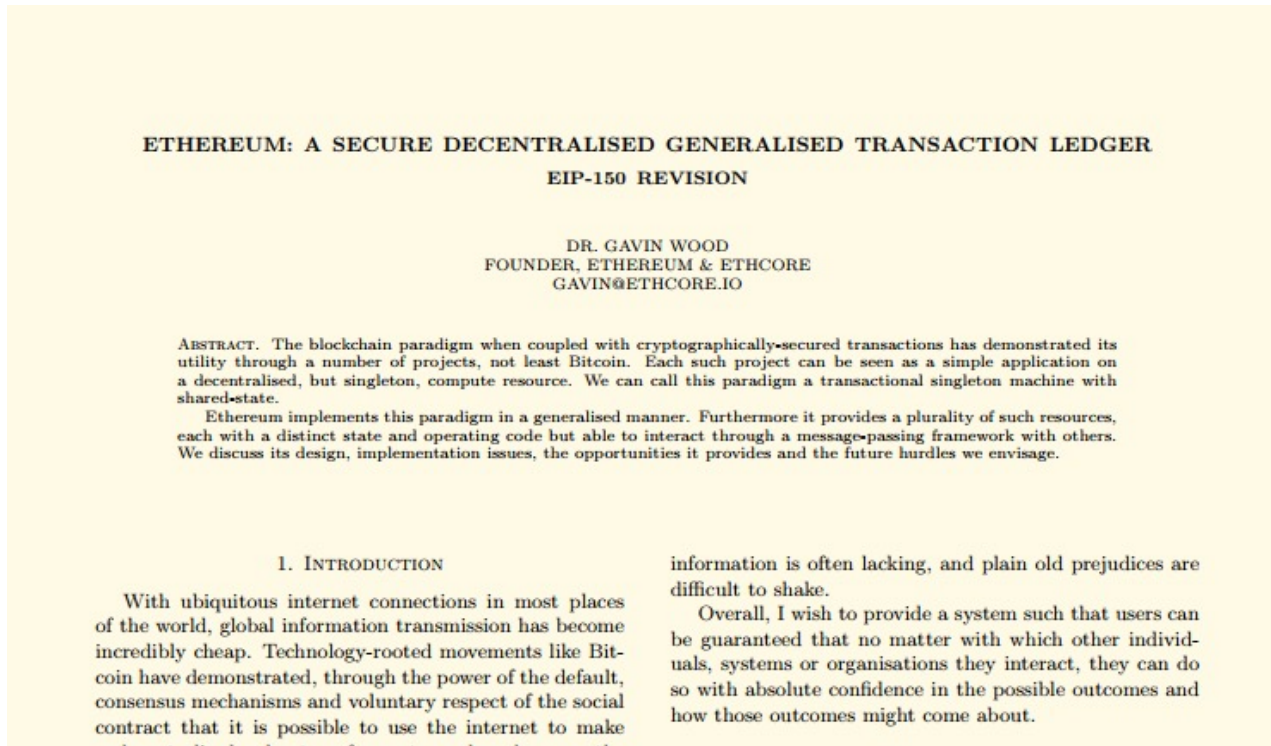 ETHEREUM: A SECURE DECENTRALISED GENERALISED TRANSACTION LEDGER
EIP-150 REVISION
DR. GAVIN WOOD
FOUNDER, ETHEREUM & ETHCORE
GAVIN@ETHCORE.IO
ABSTRACT. The blockchain paradigm when coupled with cryptographically-secured transactions has demonstrated its
utility through a number of projects, not least Bitcoin. Each such project can be seen as a simple application on
a decentralised, but singleton, compute resource. We can call this paradigm a transactional singleton machine with
shared-state.
Ethereum implements this paradigm in a generalised manner. Furthermore it provides a plurality of such resources,
each with a distinct state and operating code but able to interact through a message-passing framework with others.
We discuss its design, implementation issues, the opportunities it provides and the future hurdles we envisage.
1. INTRODUCTION
With ubiquitous internet connections in most places
of the world, global information transmission has become
incredibly cheap. Technology-rooted movements like Bit-
coin have demonstrated, through the power of the default,
consensus mechanisms and voluntary respect of the social
contract that it is possible to use the internet to make
information is often lacking, and plain old prejudices are
difficult to shake.
Overall, I wish to provide a system such that users can
be guaranteed that no matter with which other individ-
uals, systems or organisations they interact, they can do
so with absolute confidence in the possible outcomes and
how those outcomes might come about.